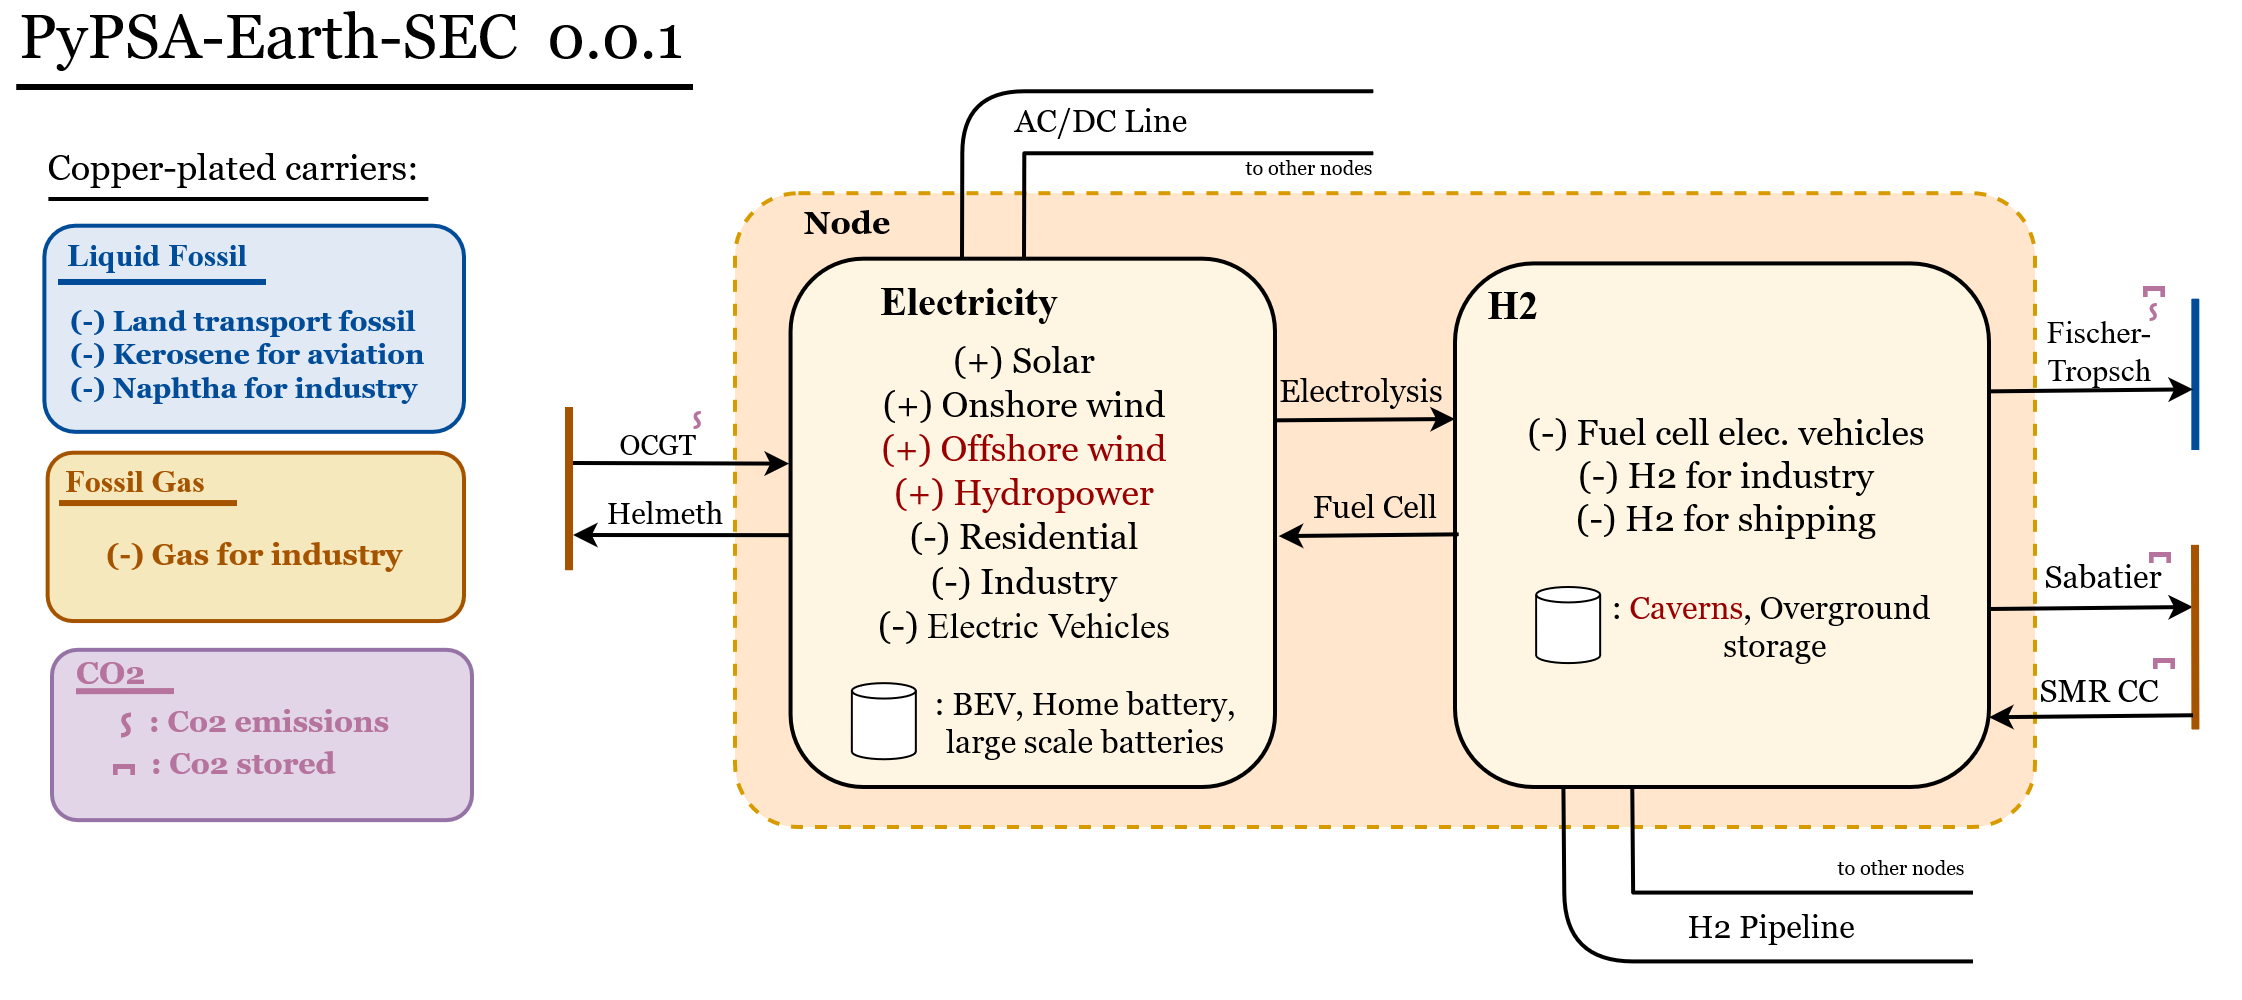 PyPSA-Earth-SEC 0.0.1
Copper-plated carriers:
Liquid Fossil
(-) Land transport fossil
(-) Kerosene for aviation
(-) Naphtha for industry
Fossil Gas
(-) Gas for industry
CO2
: Co2 emissions
: Co2 stored
OCGT
Helmeth
AC/DC Line
to other nodes
Node
Electricity
(+) Solar
(+) Onshore wind
(+) Offshore wind
(+) Hydropower
(-) Residential
(-) Industry
(-) Electric Vehicles
: BEV, Home battery,
large scale batteries
Electrolysis
Fuel Cell
H2
(-) Fuel cell elec. vehicles
(-) H2 for industry
(-) H2 for shipping
: Caverns, Overground
storage
Fischer-
Tropsch
Sabatier
SMR CC
to other nodes
H2 Pipeline